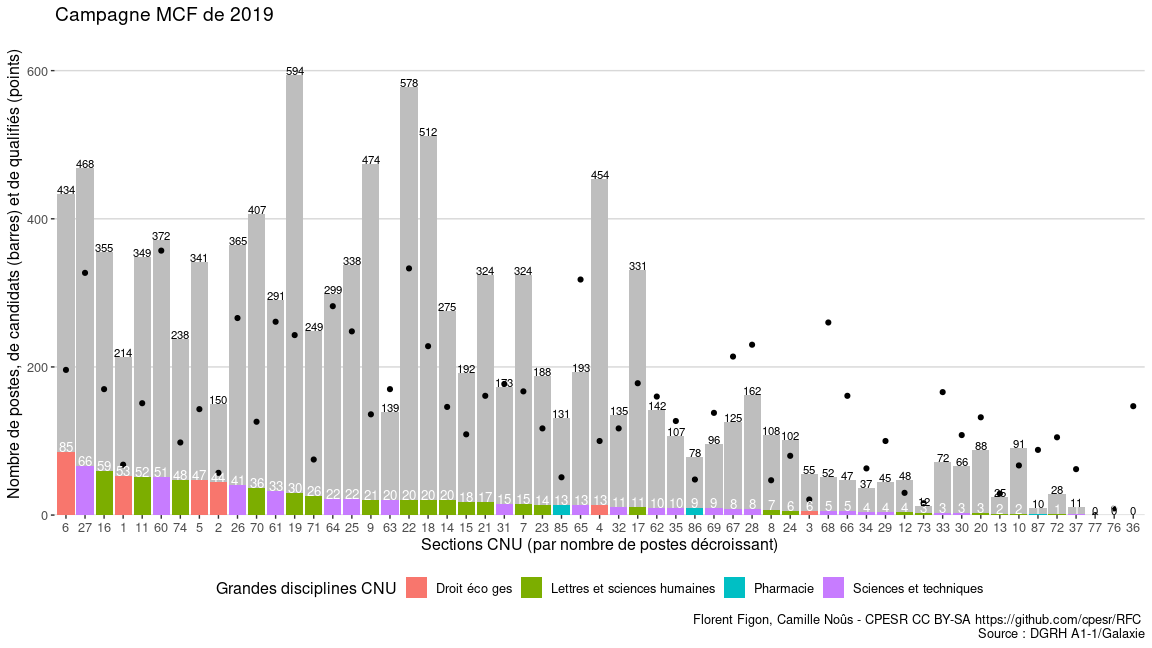 Campagne MCF de 2019
Nombre de postes, de candidats (barres) et de qualifiés (points)
600
400
200
0
434 468 355 214 349 372 238 341 150 365 407 291 594 249 299 338 474 139 578 512 275 192 324 173 324 188 131 193 454 135 331 142 107 78 96 125 162 108 102 55 52 47 37 45 48 12 72 66 88 25 91 10 28 11 0 0 0
85 66 59 53 52 51 48 47 44 41 36 33 30 26 22 22 21 20 20 20 20 18 17 15 15 14 13 13 13 11 11 10 10 9 9 8 8 7 6 6 5 5 4 4 4 3 3 3 2 2 1
6 27 16 1 11 60 74 5 2 26 70 61 19 71 64 25 9 63 22 18 14 15 21 31 7 23 85 65 4 32 17 62 35 86 69 67 28 8 24 3 68 66 34 29 12 73 33 30 20 13 10 87 72 37 77 76 36
Sections CNU (par nombre de postes décroissant)
Grandes disciplines CNU Droit éco ges Lettres et sciences humaines Pharmacie Sciences et techniques
Florent Figon, Camille Noûs - CPESR CC BY-SA https://github.com/cpesr/RFC
Source : DGRH A1-1/Galaxie